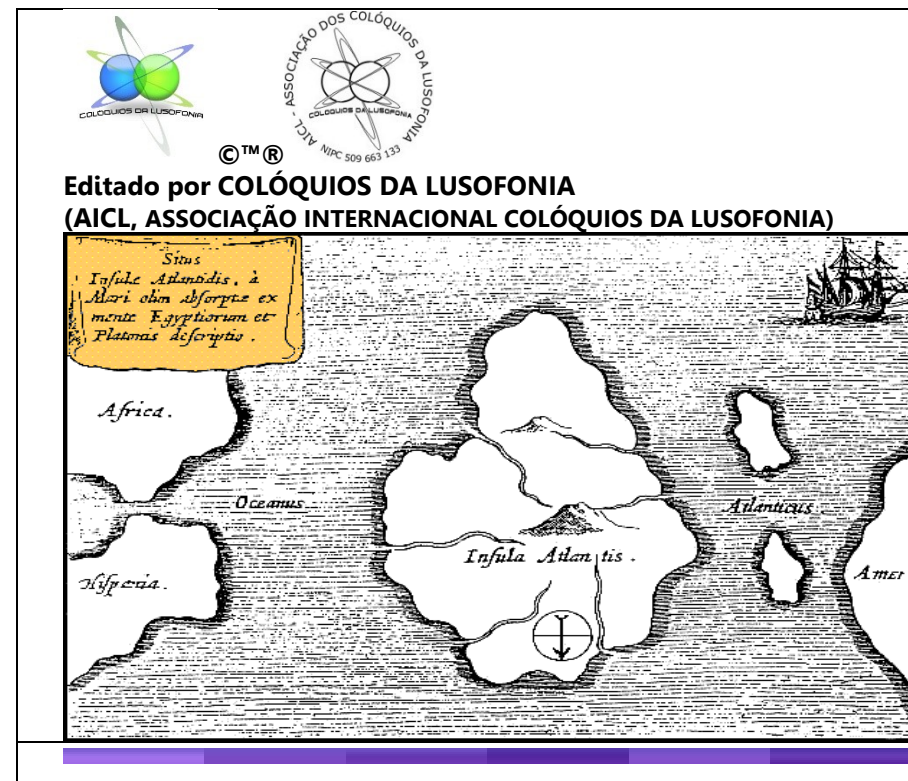 COLÓQUIOS DA LUSOFONIA
AICL - ASSOCIAÇÃO DOS COLÓQUIOS DA LUSOFONIA
COLOQUIOS DA LUSOFONIA
NIPC 509 663 133
©™®
Editado por COLÓQUIOS DA LUSOFONIA
(AICL, ASSOCIAÇÃO INTERNACIONAL COLÓQUIOS DA LUSOFONIA)
Situs
Insulæ Atlantidis, à
Mari olim absorptæ ex
mente Egyptiorum et
Platonis descriptio.
Africa.
Oceanus
Atlanticus.
Insula Atlantis.
Hispania.
Amer